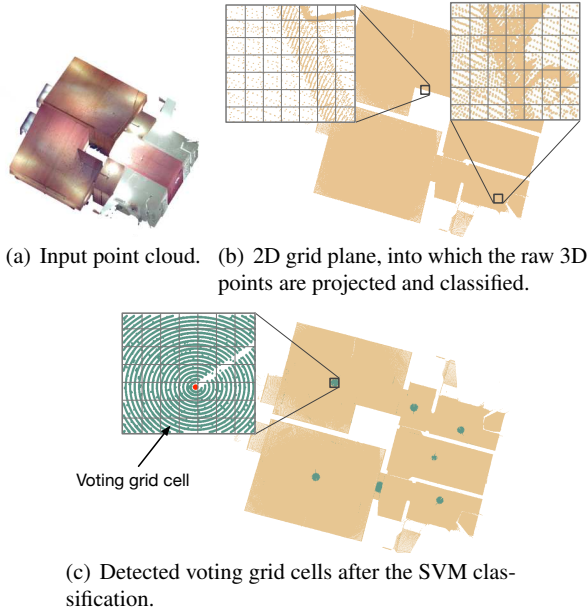 (a) Input point cloud.
(b) 2D grid plane, into which the raw 3D
points are projected and classified.
Voting grid cell
(c) Detected voting grid cells after the SVM clas-
sification.